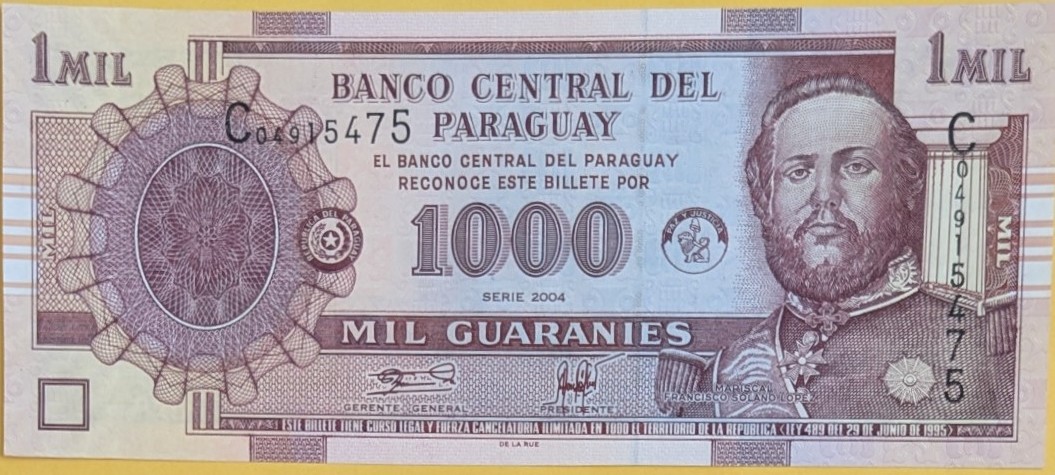 1MIL
1MIL
BANCO CENTRAL DEL
PARAGUAY
C04915475
EL BANCO CENTRAL DEL PARAGUAY
RECONOCE ESTE BILLETE POR
1000
REPUBLICA DEL PARAGUAY
PAZ Y JUSTICIA
C04915475
MIL
MIL
SERIE 2004
MIL GUARANIES
GERENTE GENERAL
PRESIDENTE
MARISCAL
FRANCISCO SOLANO LOPEZ
ESTE BILLETE TIENE CURSO LEGAL Y FUERZA CANCELATORIA ILIMITADA EN TODO EL TERRITORIO DE LA REPUBLICA (LEY 489 DEL 29 DE JUNIO DE 1995)
DE LA RUE